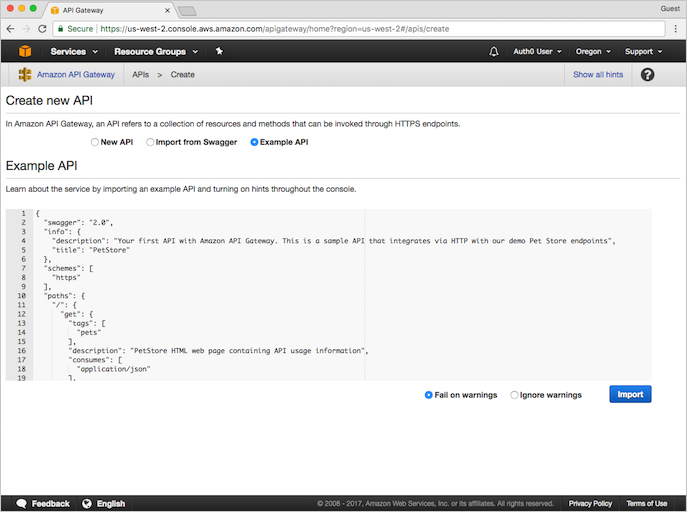 API Gateway
Guest
Secure https://us-west-2.console.aws.amazon.com/apigateway/home?region=us-west-2#/apis/create
Services Resource Groups Auth0 User Oregon Support
Amazon API Gateway APIs > Create Show all hints ?
Create new API
In Amazon API Gateway, an API refers to a collection of resources and methods that can be invoked through HTTPS endpoints.
New API Import from Swagger Example API
Example API
Learn about the service by importing an example API and turning on hints throughout the console.
1 {
2 "swagger": "2.0",
3 "info": {
4 "description": "Your first API with Amazon API Gateway. This is a sample API that integrates via HTTP with our demo Pet Store endpoints",
5 "title": "PetStore"
6 },
7 "schemes": [
8 "https"
9 ],
10 "paths": {
11 "/": {
12 "get": {
13 "tags": [
14 "pets"
15 ],
16 "description": "PetStore HTML web page containing API usage information",
17 "consumes": [
18 "application/json"
19 ],
Fail on warnings Ignore warnings Import
Feedback English © 2008 - 2017, Amazon Web Services, Inc. or its affiliates. All rights reserved. Privacy Policy Terms of Use